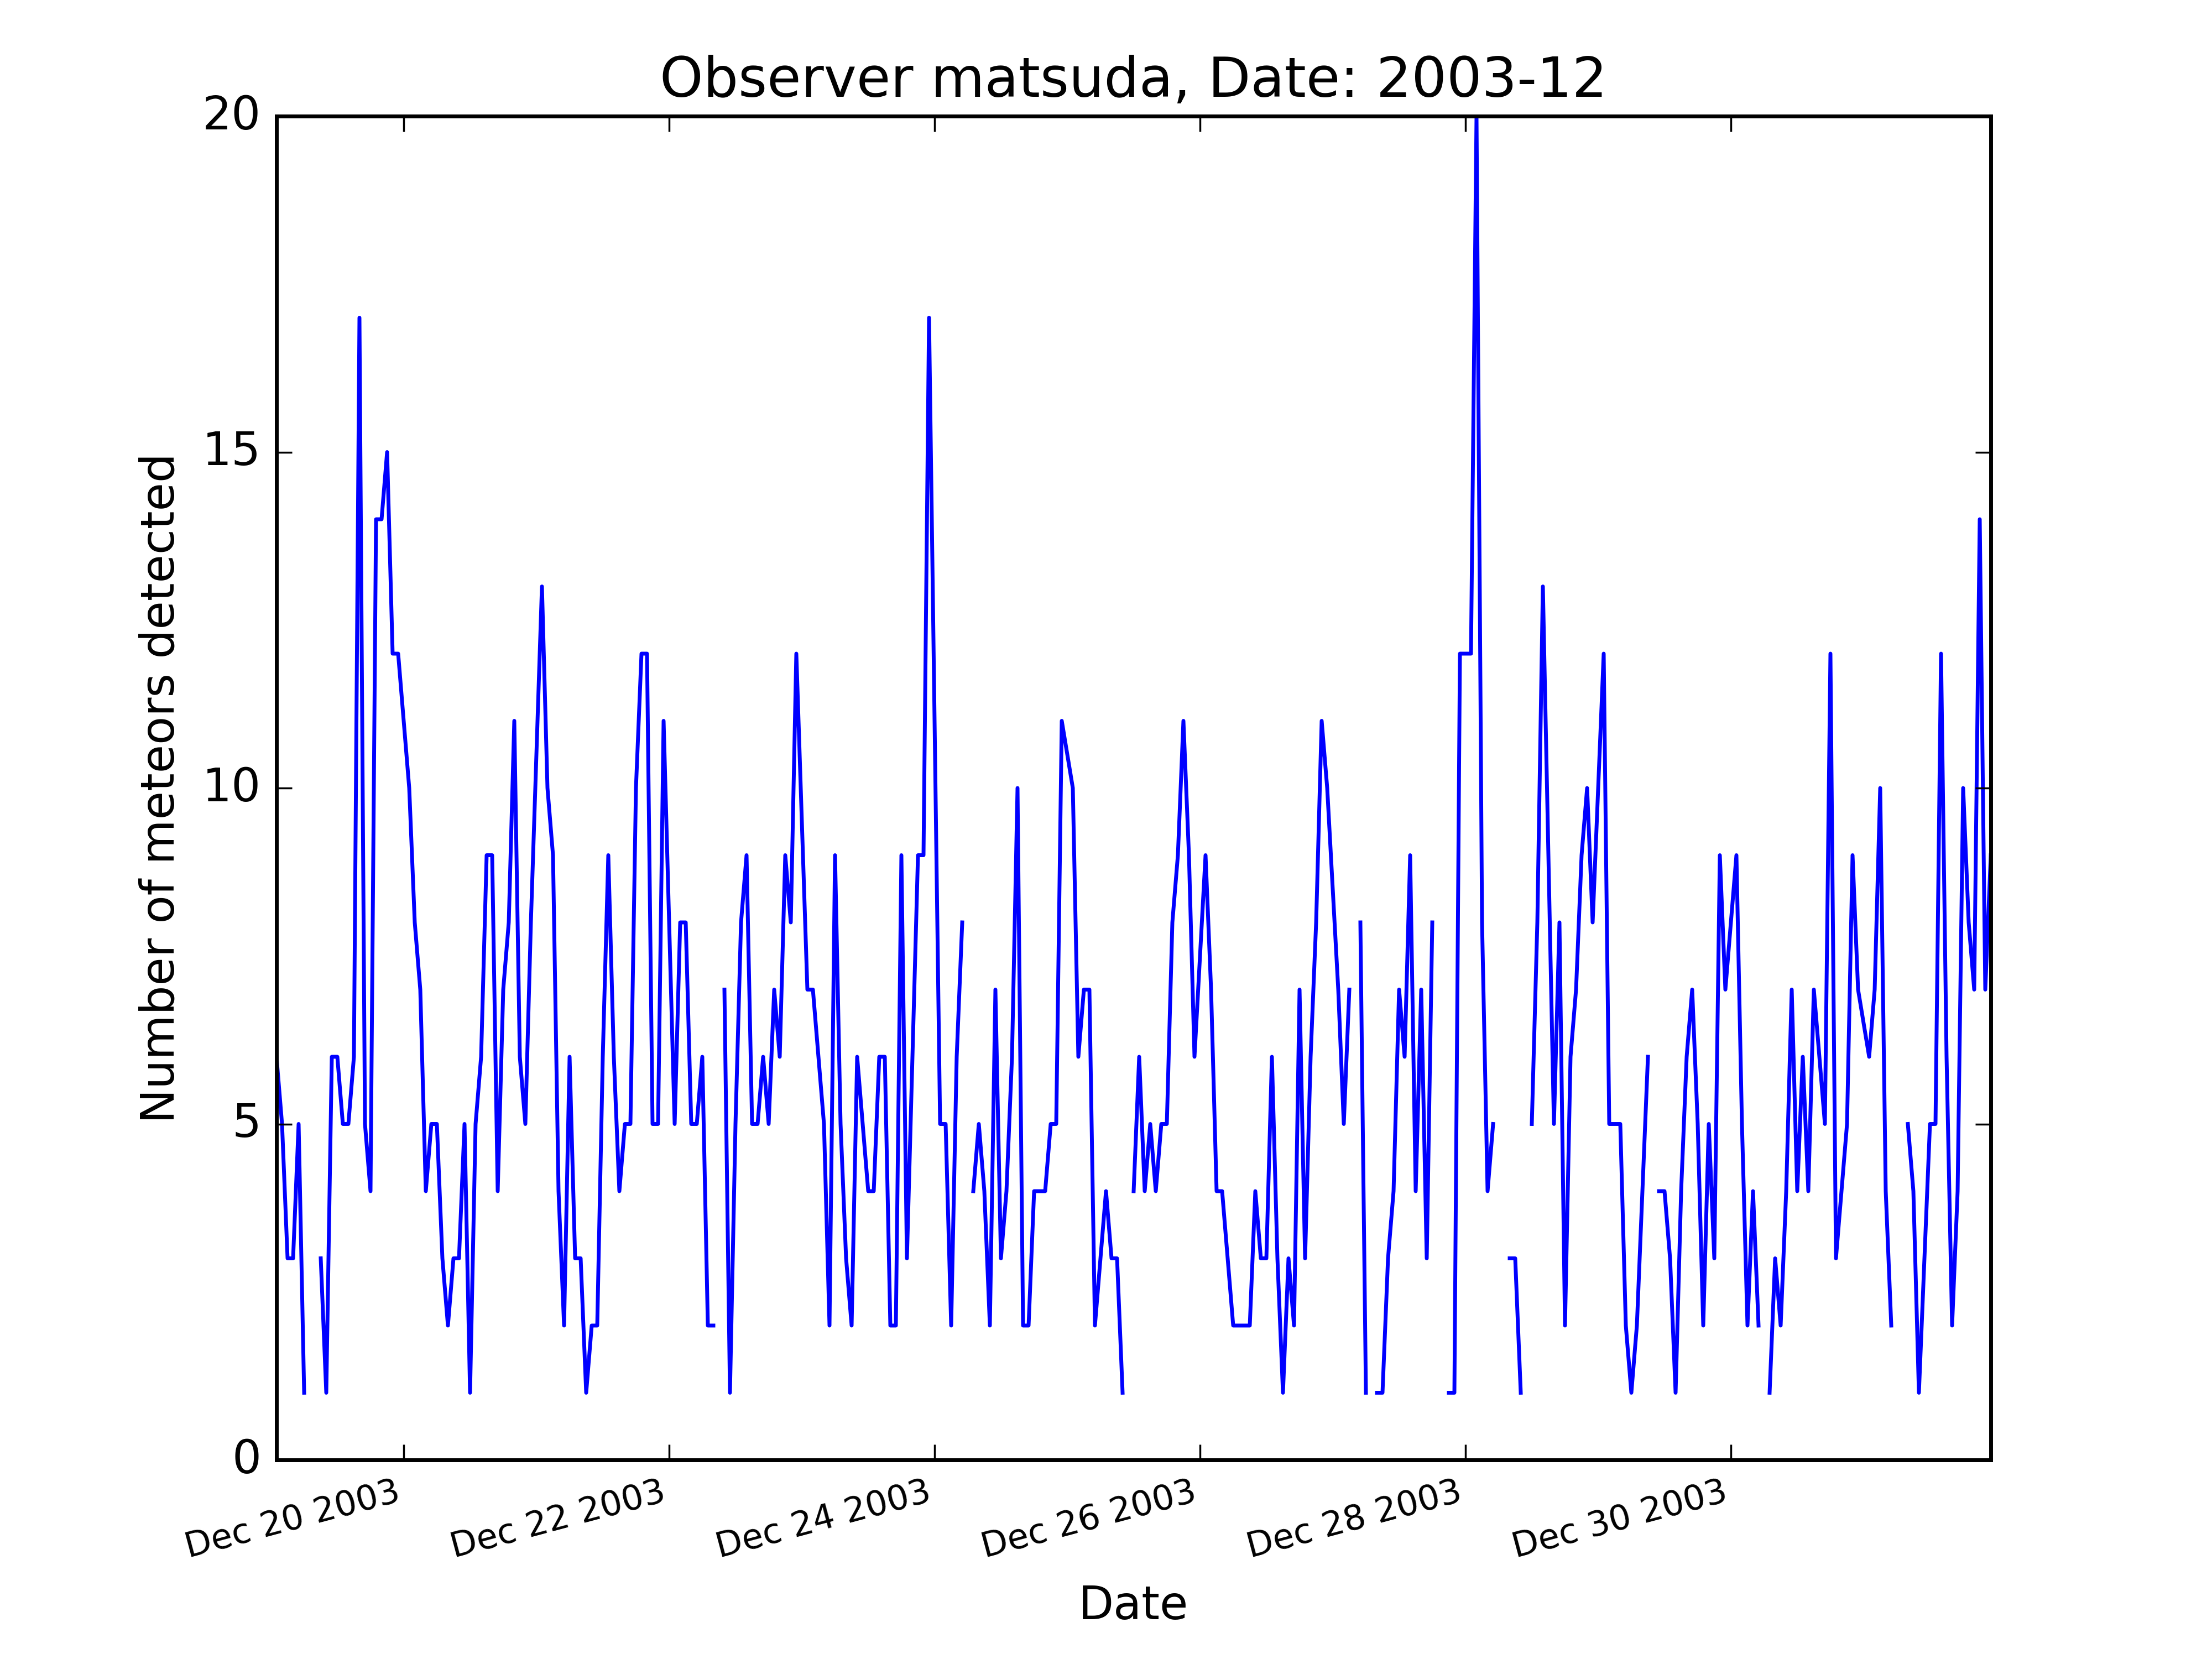 Observer matsuda, Date: 2003-12
20
15
10
5
0
Number of meteors detected
Dec 20 2003
Dec 22 2003
Dec 24 2003
Dec 26 2003
Dec 28 2003
Dec 30 2003
Date